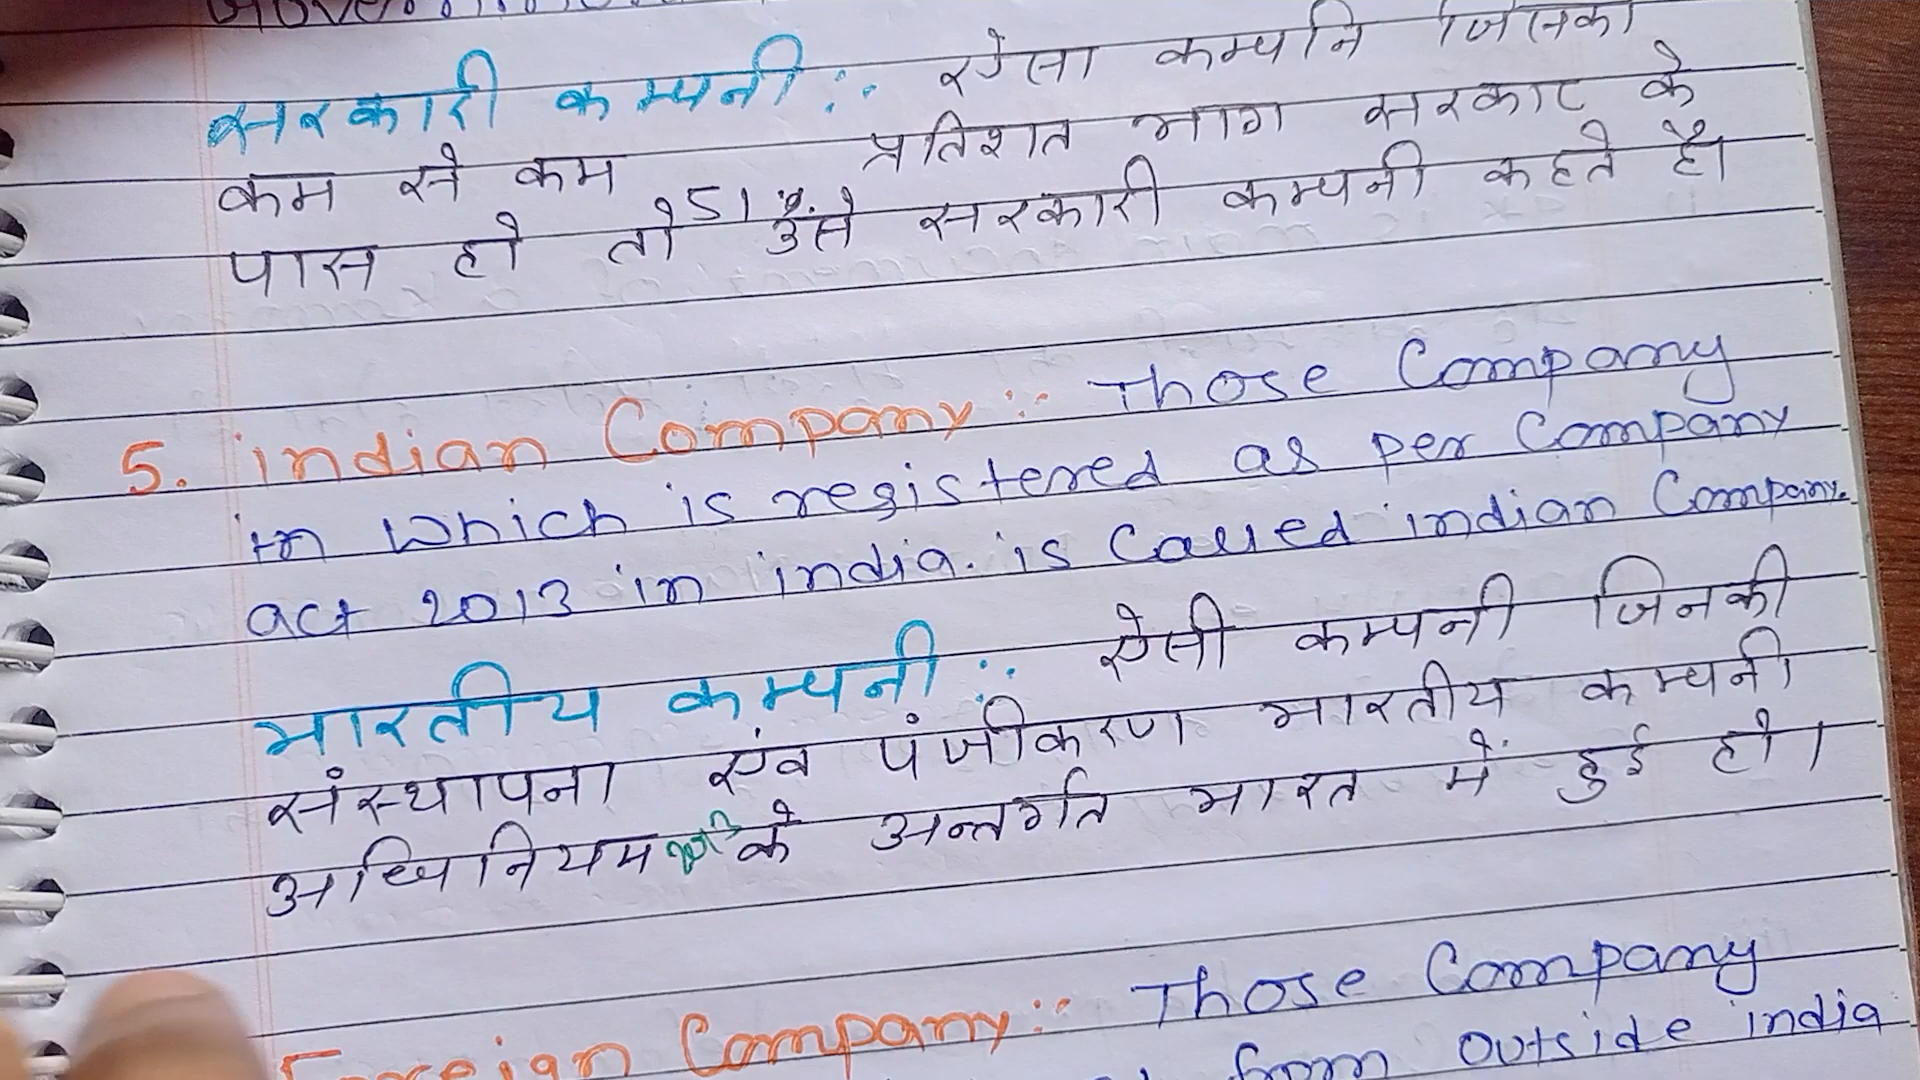 सरकारी कम्पनी :- ऐसा कम्पनि जिसका
कम से कम 51% प्रतिशत भाग सरकार के
पास हो तो उसे सरकारी कम्पनी कहते है।
5. indian Company :- Those Company
in which is registered as per Company
act 2013 in india. is Called indian Company.
भारतीय कम्पनी :- ऐसी कम्पनी जिनकी
संस्थापना एंव पंजीकरण भारतीय कम्पनी
अधिनियम के अन्तर्गत भारत में हुई हो।
Foreign Company :- Those Company
from outside india